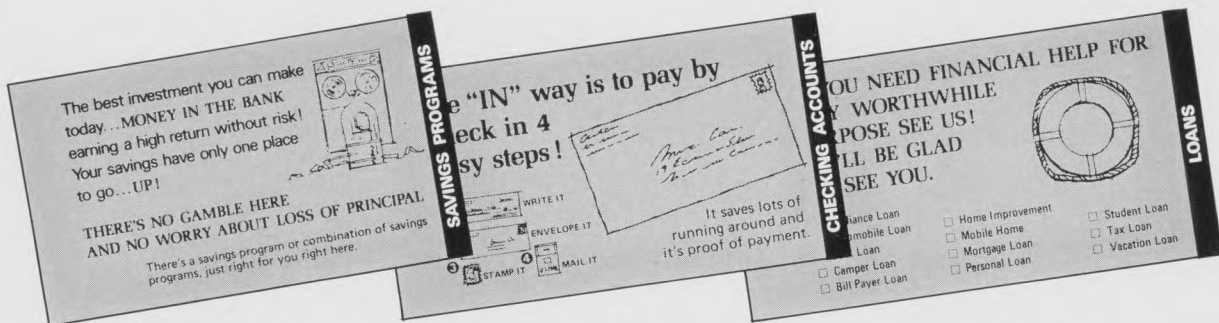 The best investment you can make
today...MONEY IN THE BANK
earning a high return without risk!
Your savings have only one place
to go...UP!
THERE'S NO GAMBLE HERE
AND NO WORRY ABOUT LOSS OF PRINCIPAL
There's a savings program or combination of savings
programs, just right for you right here.
SAVINGS PROGRAMS
"IN" way is to pay by
in 4
steps!
WRITE IT
ENVELOPE IT
3 STAMP IT
4 MAIL IT
It saves lots of
running around and
it's proof of payment.
CHECKING ACCOUNTS
YOU NEED FINANCIAL HELP FOR
WORTHWHILE
SEE US!
BE GLAD
SEE YOU.
Loan
Loan
Loan
Camper Loan
Bill Payer Loan
Home Improvement
Mobile Home
Mortgage Loan
Personal Loan
Student Loan
Tax Loan
Vacation Loan
LOANS